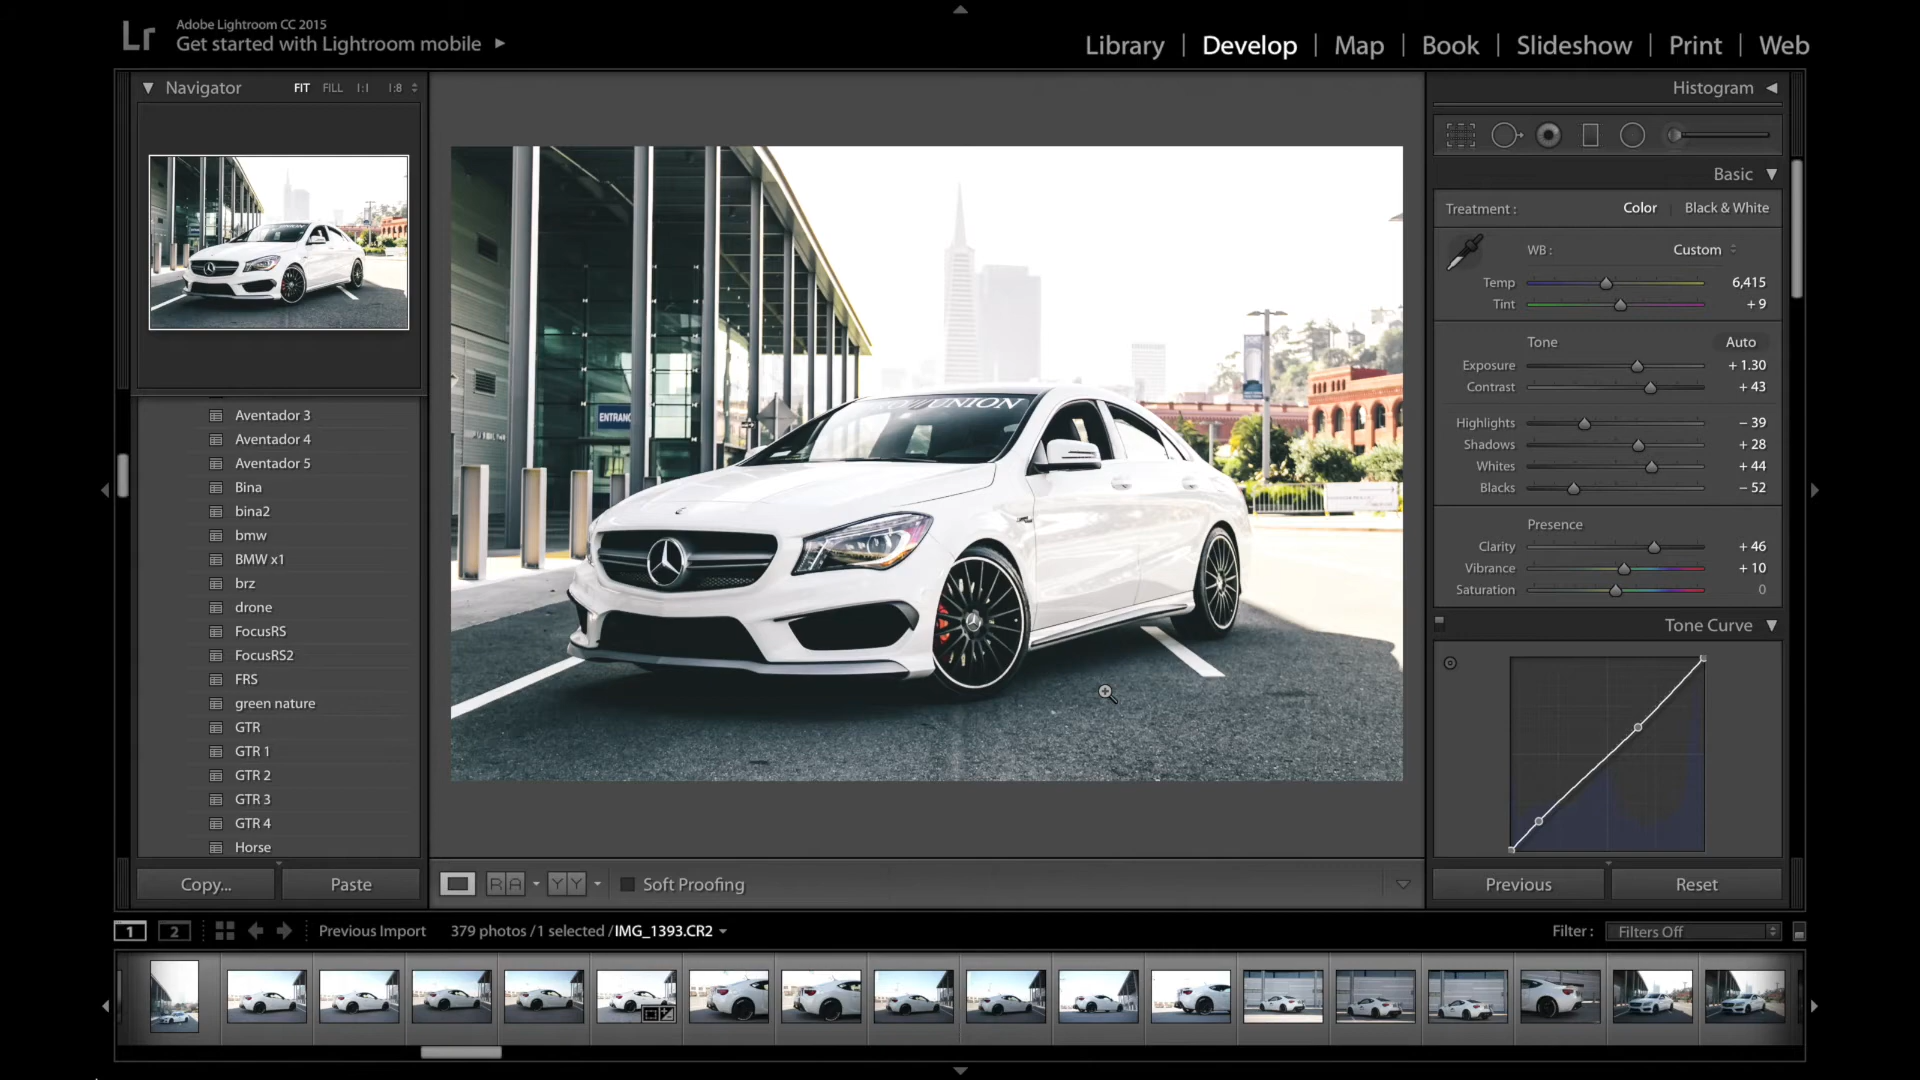 Lr
Adobe Lightroom CC 2015
Get started with Lightroom mobile
Library | Develop | Map | Book | Slideshow | Print | Web
Navigator FIT FILL 1:1 1:8
Histogram
Basic
Treatment : Color Black & White
WB : Custom
Temp 6,415
Tint + 9
Tone Auto
Exposure + 1.30
Contrast + 43
Highlights − 39
Shadows + 28
Whites + 44
Blacks − 52
Presence
Clarity + 46
Vibrance + 10
Saturation 0
Tone Curve
Aventador 3
Aventador 4
Aventador 5
Bina
bina2
bmw
BMW x1
brz
drone
FocusRS
FocusRS2
FRS
green nature
GTR
GTR 1
GTR 2
GTR 3
GTR 4
Horse
ENTRANC
UNION
Copy... Paste
R A Y Y Soft Proofing
Previous Reset
1 2 Previous Import 379 photos / 1 selected / IMG_1393.CR2
Filter : Filters Off